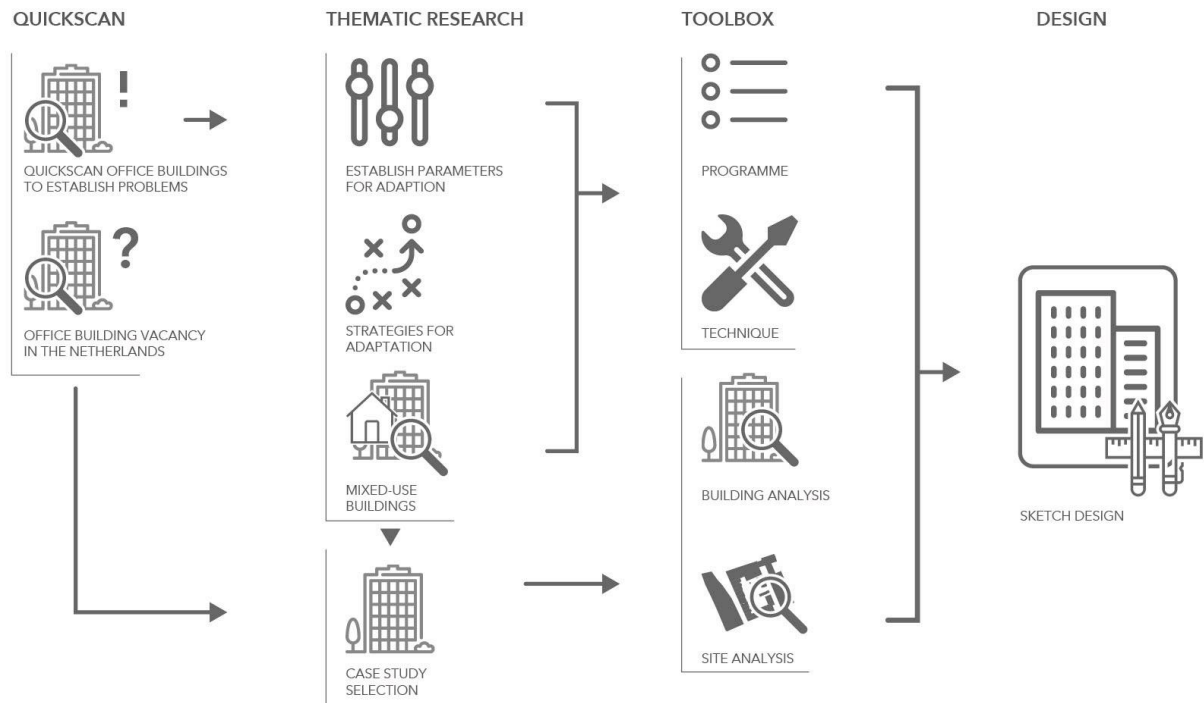 QUICKSCAN
THEMATIC RESEARCH
TOOLBOX
DESIGN
!
QUICKSCAN OFFICE BUILDINGS
TO ESTABLISH PROBLEMS
?
OFFICE BUILDING VACANCY
IN THE NETHERLANDS
ESTABLISH PARAMETERS
FOR ADAPTION
STRATEGIES FOR
ADAPTATION
MIXED-USE
BUILDINGS
CASE STUDY
SELECTION
PROGRAMME
TECHNIQUE
BUILDING ANALYSIS
SITE ANALYSIS
SKETCH DESIGN